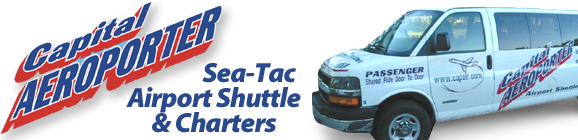 Capital
AEROPORTER
Sea-Tac
Airport Shuttle
& Charters
PASSENGER
Shared Ride Door To Door
www.capair.com
Capital
AEROPORTER
Airport Shuttle